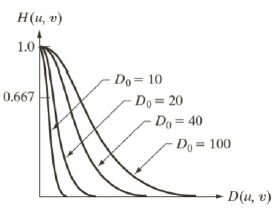 H(u, v)
1.0
0.667
D₀ = 10
D₀ = 20
D₀ = 40
D₀ = 100
D(u, v)